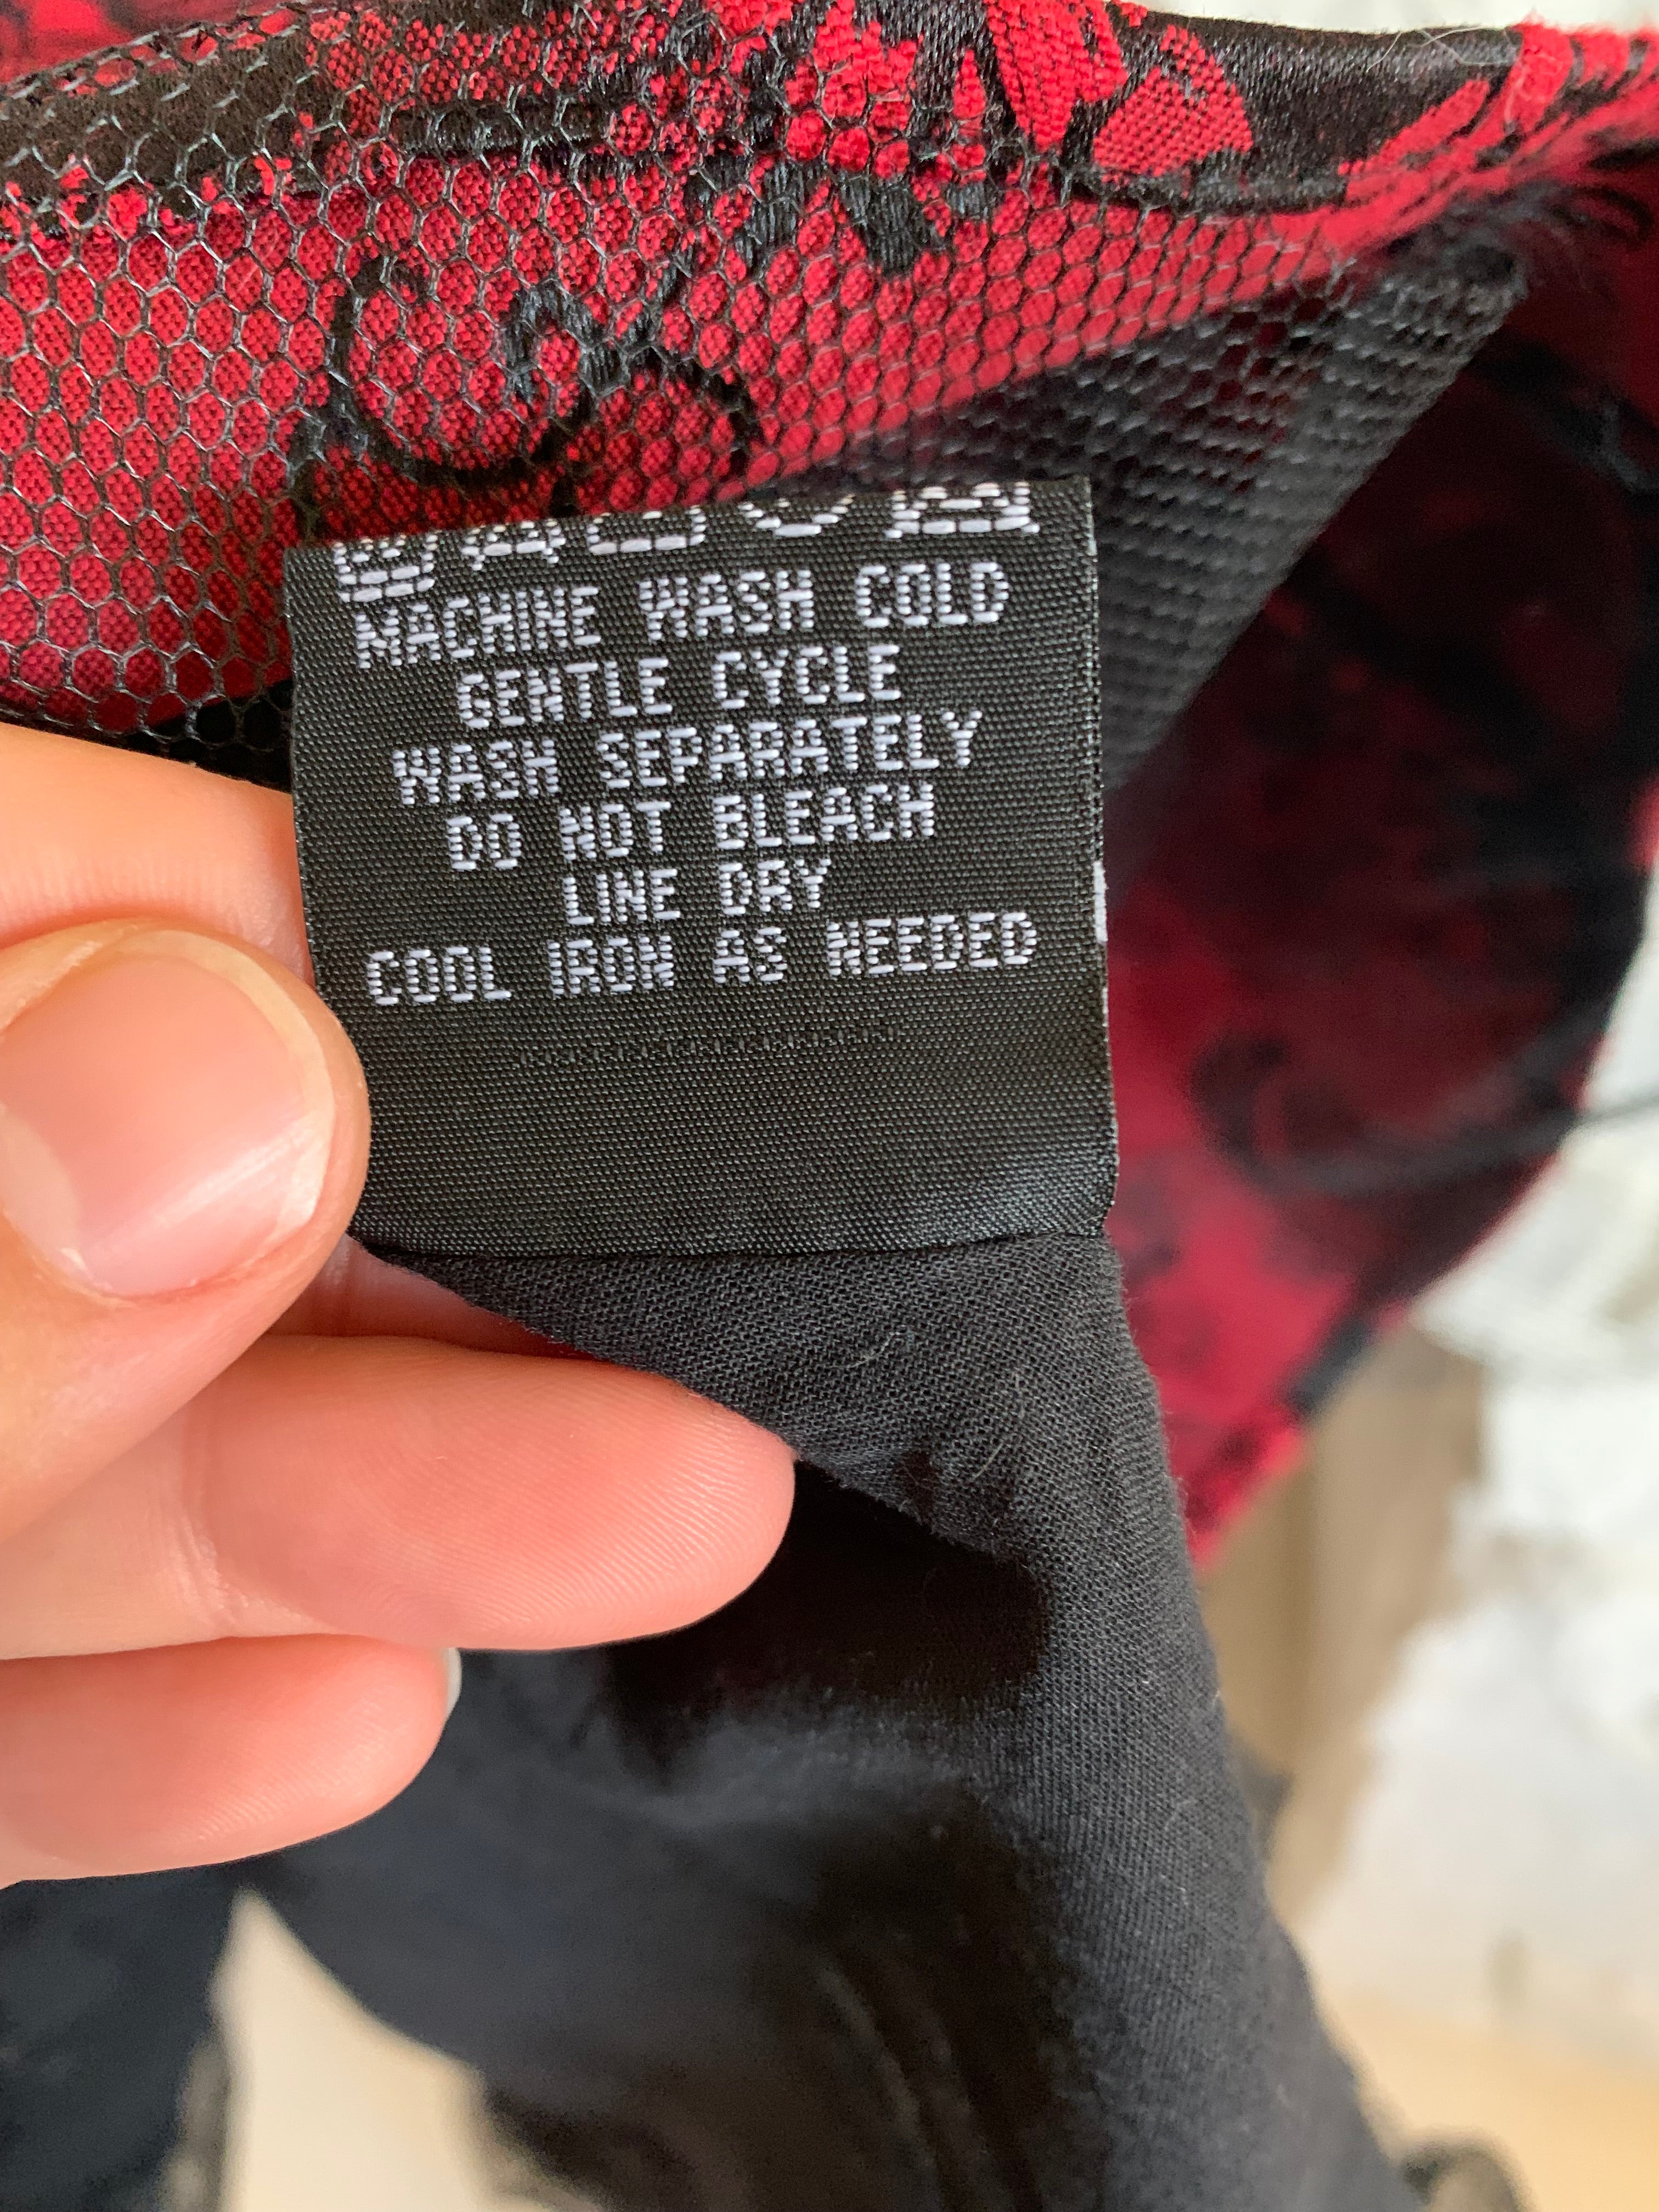 MACHINE WASH COLD
GENTLE CYCLE
WASH SEPARATELY
DO NOT BLEACH
LINE DRY
COOL IRON AS NEEDED